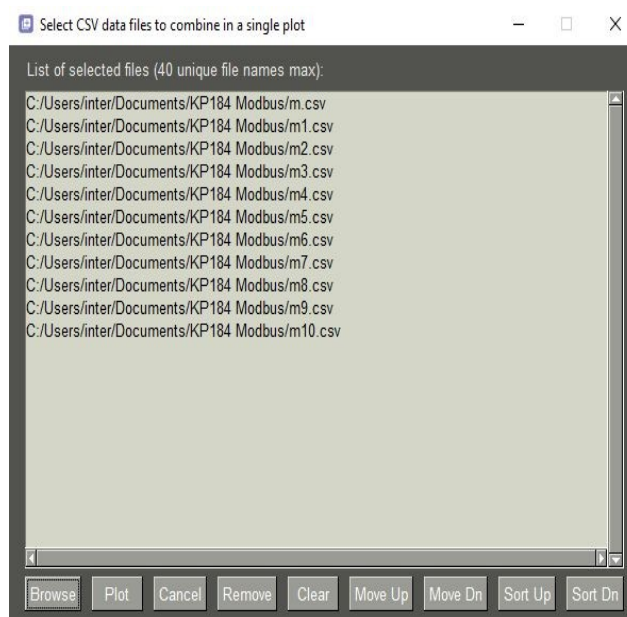 Select CSV data files to combine in a single plot
List of selected files (40 unique file names max):
C:/Users/inter/Documents/KP184 Modbus/m.csv
C:/Users/inter/Documents/KP184 Modbus/m1.csv
C:/Users/inter/Documents/KP184 Modbus/m2.csv
C:/Users/inter/Documents/KP184 Modbus/m3.csv
C:/Users/inter/Documents/KP184 Modbus/m4.csv
C:/Users/inter/Documents/KP184 Modbus/m5.csv
C:/Users/inter/Documents/KP184 Modbus/m6.csv
C:/Users/inter/Documents/KP184 Modbus/m7.csv
C:/Users/inter/Documents/KP184 Modbus/m8.csv
C:/Users/inter/Documents/KP184 Modbus/m9.csv
C:/Users/inter/Documents/KP184 Modbus/m10.csv
Browse Plot Cancel Remove Clear Move Up Move Dn Sort Up Sort Dn